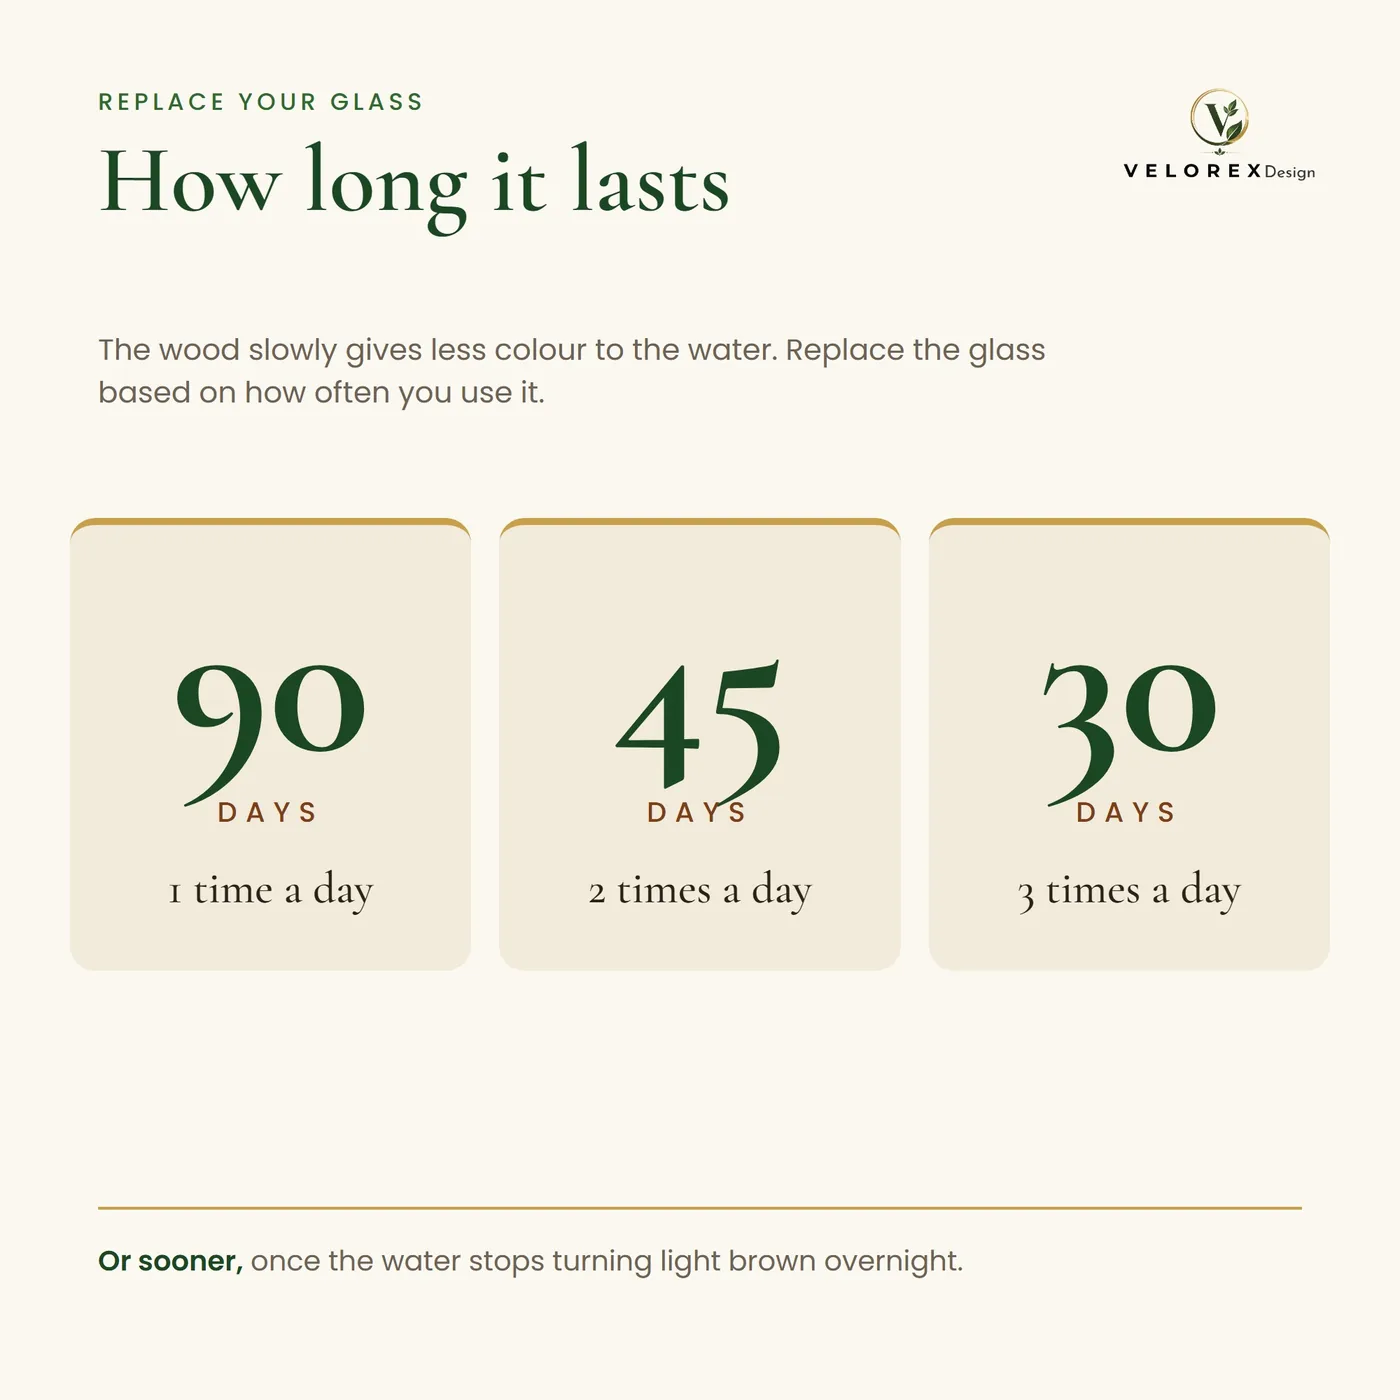 REPLACE YOUR GLASS
How long it lasts
V
VELOREX Design
The wood slowly gives less colour to the water. Replace the glass
based on how often you use it.
90
DAYS
1 time a day
45
DAYS
2 times a day
30
DAYS
3 times a day
Or sooner, once the water stops turning light brown overnight.